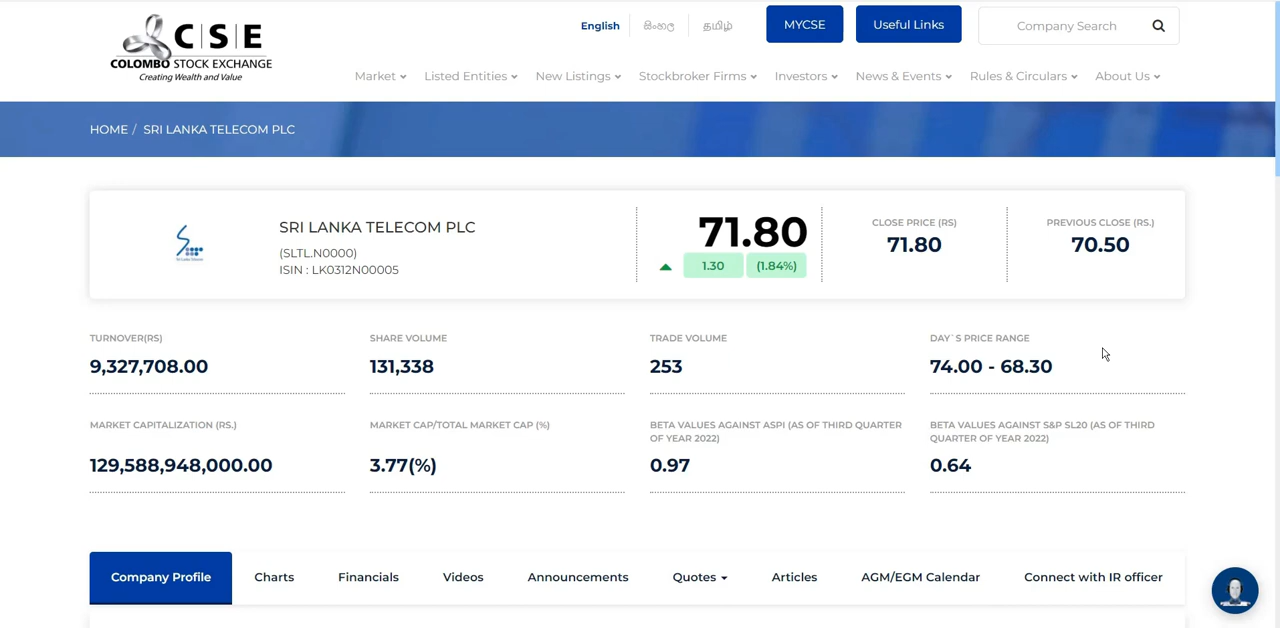 C|S|E
COLOMBO STOCK EXCHANGE
Creating Wealth and Value
English
සිංහල
தமிழ்
MYCSE
Useful Links
Company Search
Market
Listed Entities
New Listings
Stockbroker Firms
Investors
News & Events
Rules & Circulars
About Us
HOME / SRI LANKA TELECOM PLC
Sri Lanka Telecom
SRI LANKA TELECOM PLC
(SLTL.N0000)
ISIN : LK0312N00005
71.80
1.30 (1.84%)
CLOSE PRICE (RS)
71.80
PREVIOUS CLOSE (RS.)
70.50
TURNOVER(RS)
9,327,708.00
SHARE VOLUME
131,338
TRADE VOLUME
253
DAY`S PRICE RANGE
74.00 - 68.30
MARKET CAPITALIZATION (RS.)
129,588,948,000.00
MARKET CAP/TOTAL MARKET CAP (%)
3.77(%)
BETA VALUES AGAINST ASPI (AS OF THIRD QUARTER
OF YEAR 2022)
0.97
BETA VALUES AGAINST S&P SL20 (AS OF THIRD
QUARTER OF YEAR 2022)
0.64
Company Profile
Charts
Financials
Videos
Announcements
Quotes
Articles
AGM/EGM Calendar
Connect with IR officer